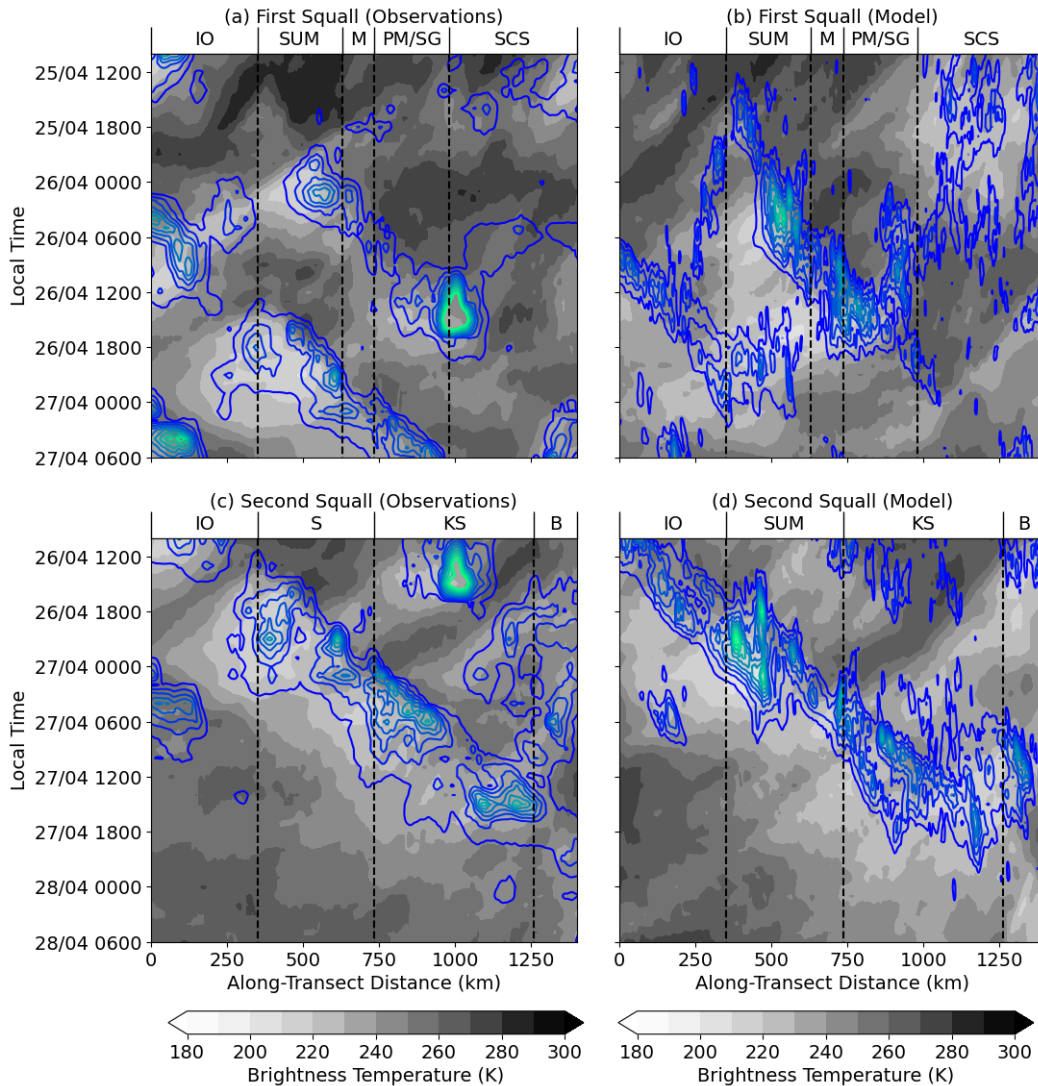 (a) First Squall (Observations)
IO SUM M PM/SG SCS
25/04 1200
25/04 1800
26/04 0000
26/04 0600
26/04 1200
26/04 1800
27/04 0000
27/04 0600
Local Time
(b) First Squall (Model)
IO SUM M PM/SG SCS
(c) Second Squall (Observations)
IO S KS B
26/04 1200
26/04 1800
27/04 0000
27/04 0600
27/04 1200
27/04 1800
28/04 0000
28/04 0600
Local Time
0 250 500 750 1000 1250
Along-Transect Distance (km)
(d) Second Squall (Model)
IO SUM KS B
0 250 500 750 1000 1250
Along-Transect Distance (km)
180 200 220 240 260 280 300
Brightness Temperature (K)
180 200 220 240 260 280 300
Brightness Temperature (K)